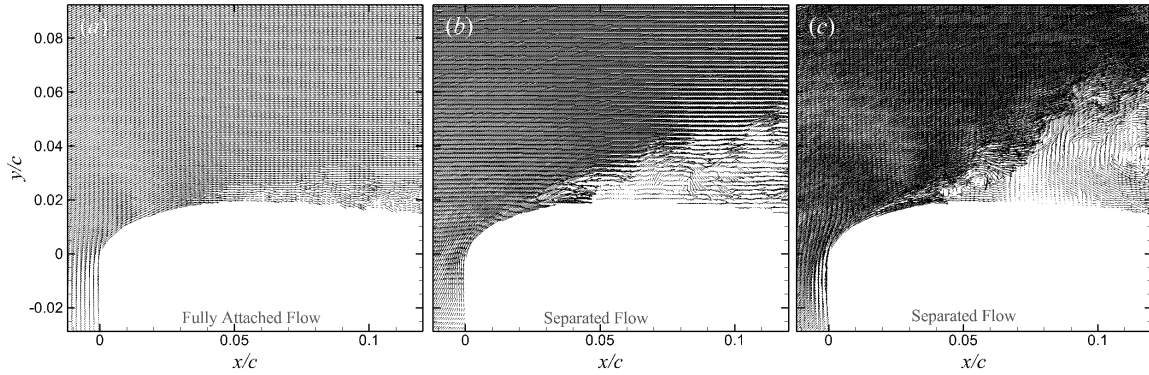 (a)
(b)
(c)
y/c
0.08
0.06
0.04
0.02
0
-0.02
Fully Attached Flow
Separated Flow
Separated Flow
0
0.05
0.1
0
0.05
0.1
0
0.05
0.1
x/c
x/c
x/c